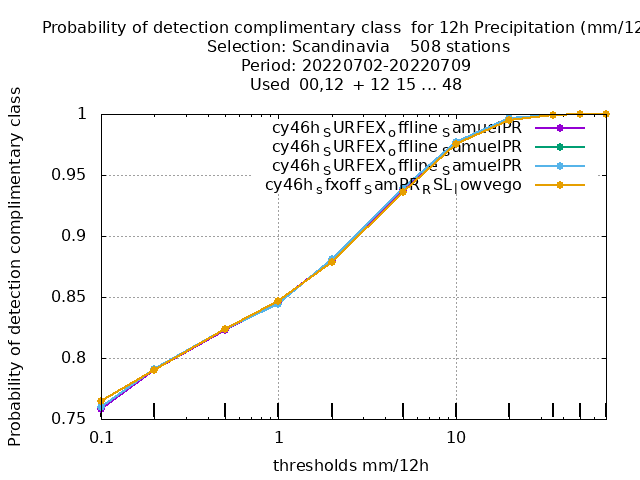 Probability of detection complimentary class  for 12h Precipitation (mm/12
Selection: Scandinavia    508 stations
Period: 20220702-20220709
Used  00,12  + 12 15 ... 48
Probability of detection complimentary class
1
0.95
0.9
0.85
0.8
0.75
cy46h_SURFEX_offline_SamuelPR
cy46h_SURFEX_offline_SamuelPR
cy46h_SURFEX_offline_SamuelPR
cy46h_sfxoff_SamPR_RSL_lowvego
0.1
1
10
thresholds mm/12h